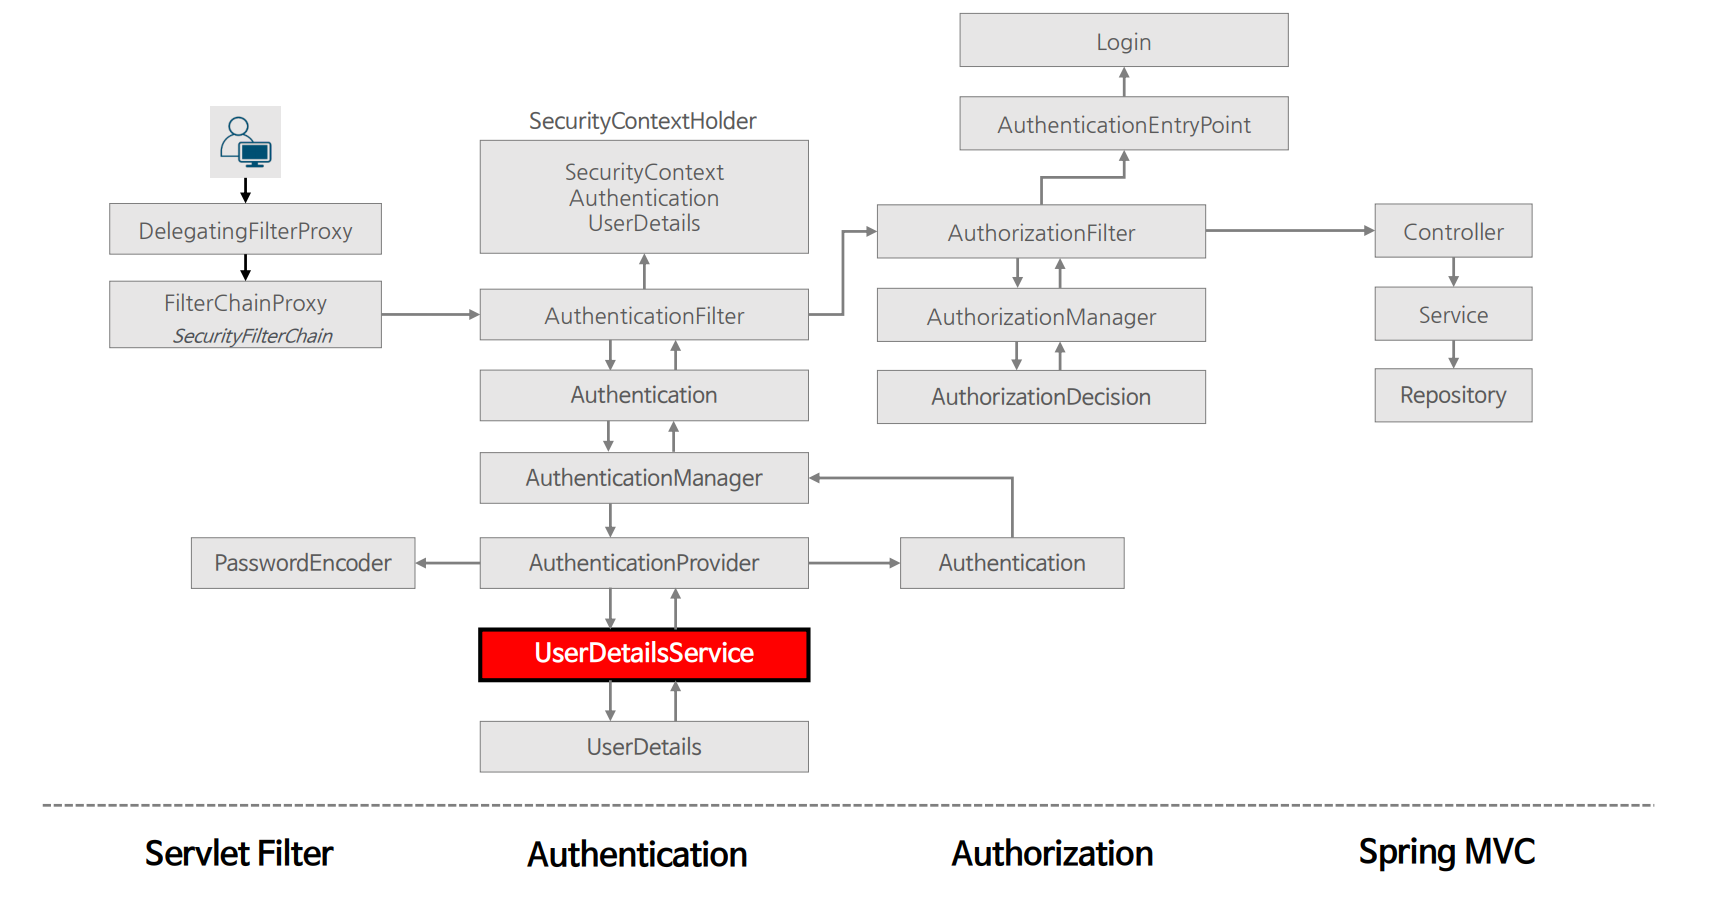 Login
AuthenticationEntryPoint
SecurityContextHolder
SecurityContext
Authentication
UserDetails
DelegatingFilterProxy
FilterChainProxy
SecurityFilterChain
AuthenticationFilter
AuthorizationFilter
Controller
AuthorizationManager
Service
Authentication
AuthorizationDecision
Repository
AuthenticationManager
PasswordEncoder
AuthenticationProvider
Authentication
UserDetailsService
UserDetails
Servlet Filter
Authentication
Authorization
Spring MVC